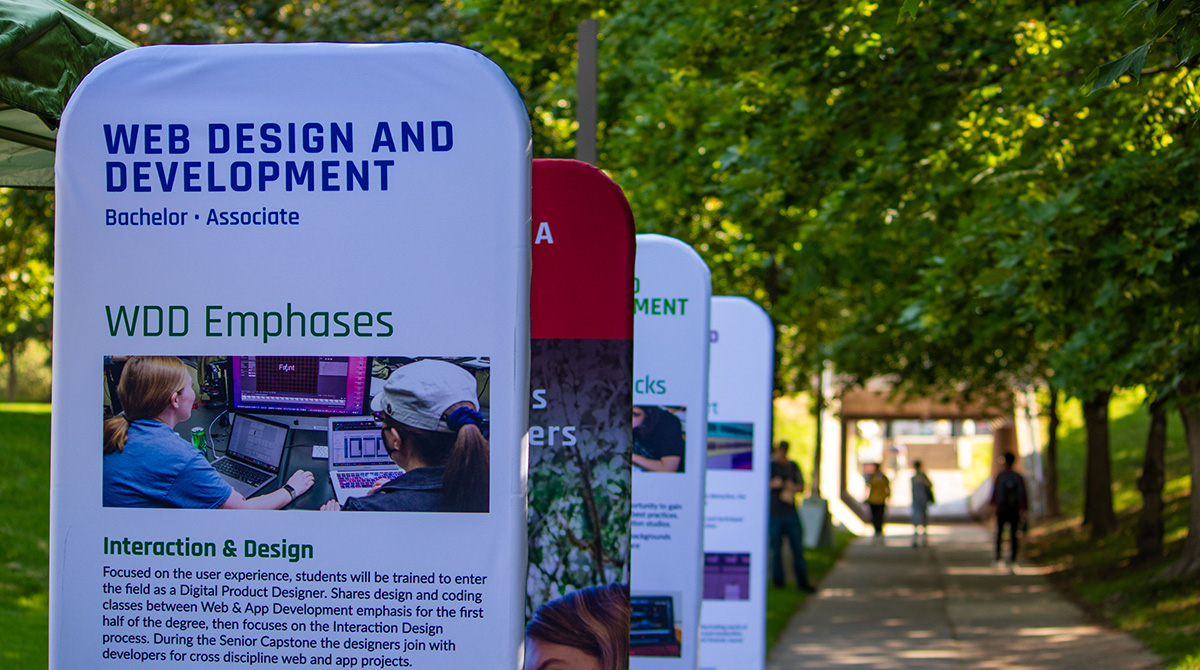 WEB DESIGN AND
DEVELOPMENT
Bachelor · Associate
WDD Emphases
Interaction & Design
Focused on the user experience, students will be trained to enter
the field as a Digital Product Designer. Shares design and coding
classes between Web & App Development emphasis for the first
half of the degree, then focuses on the Interaction Design
process. During the Senior Capstone the designers join with
developers for cross discipline web and app projects.
A
s
ers
MENT
cks